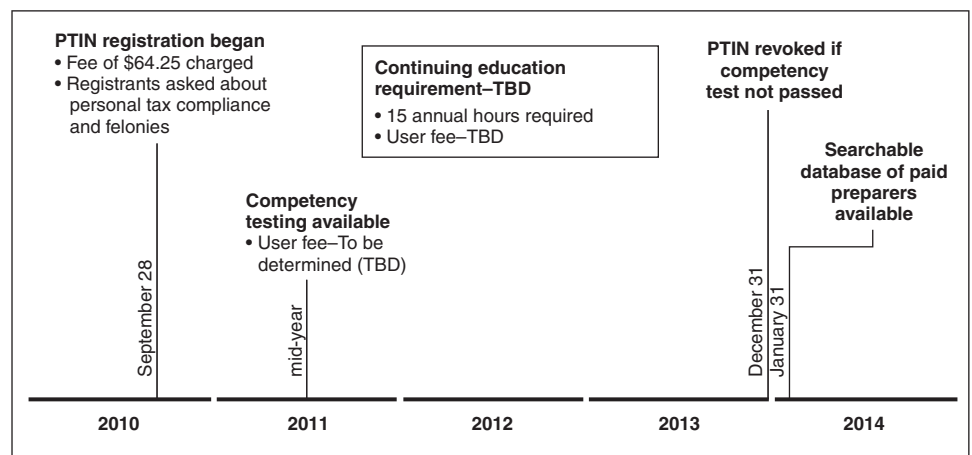 PTIN registration began
• Fee of $64.25 charged
• Registrants asked about
personal tax compliance
and felonies
Continuing education
requirement–TBD
• 15 annual hours required
• User fee–TBD
PTIN revoked if
competency
test not passed
Searchable
database of paid
preparers
available
Competency
testing available
• User fee–To be
determined (TBD)
September 28
mid-year
December 31
January 31
2010
2011
2012
2013
2014